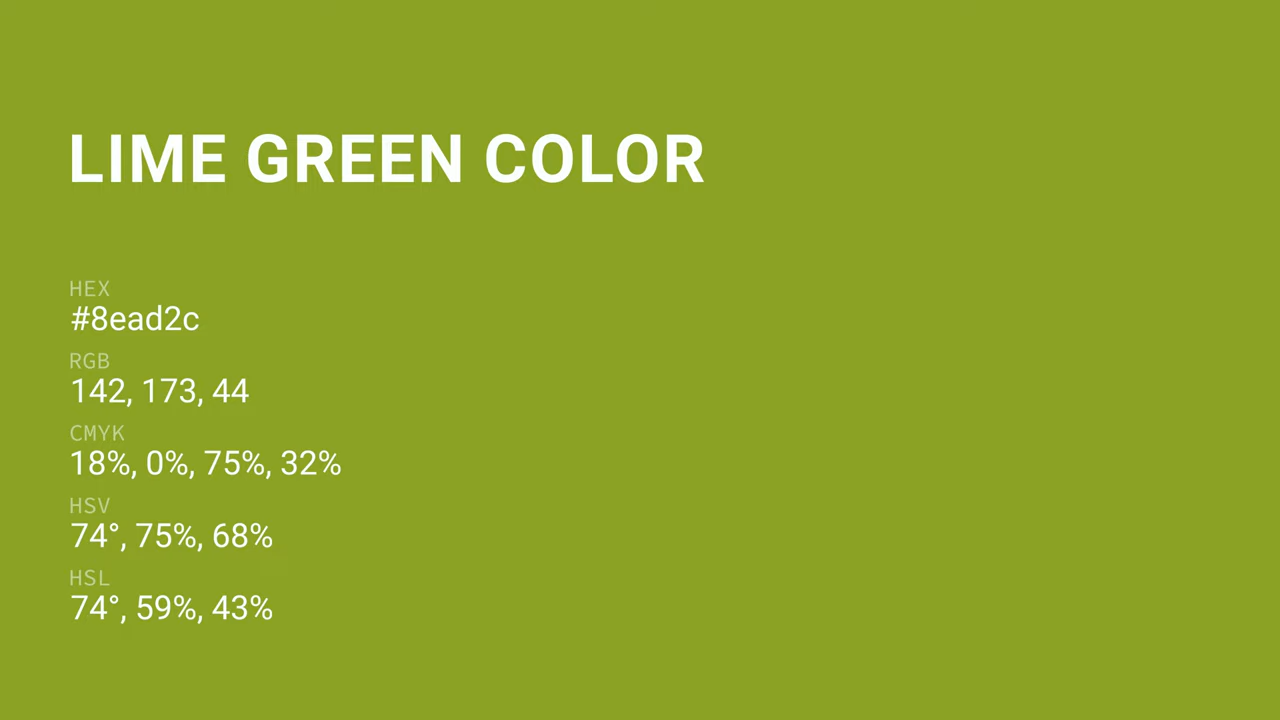 LIME GREEN COLOR
HEX
#8ead2c
RGB
142, 173, 44
CMYK
18%, 0%, 75%, 32%
HSV
74°, 75%, 68%
HSL
74°, 59%, 43%